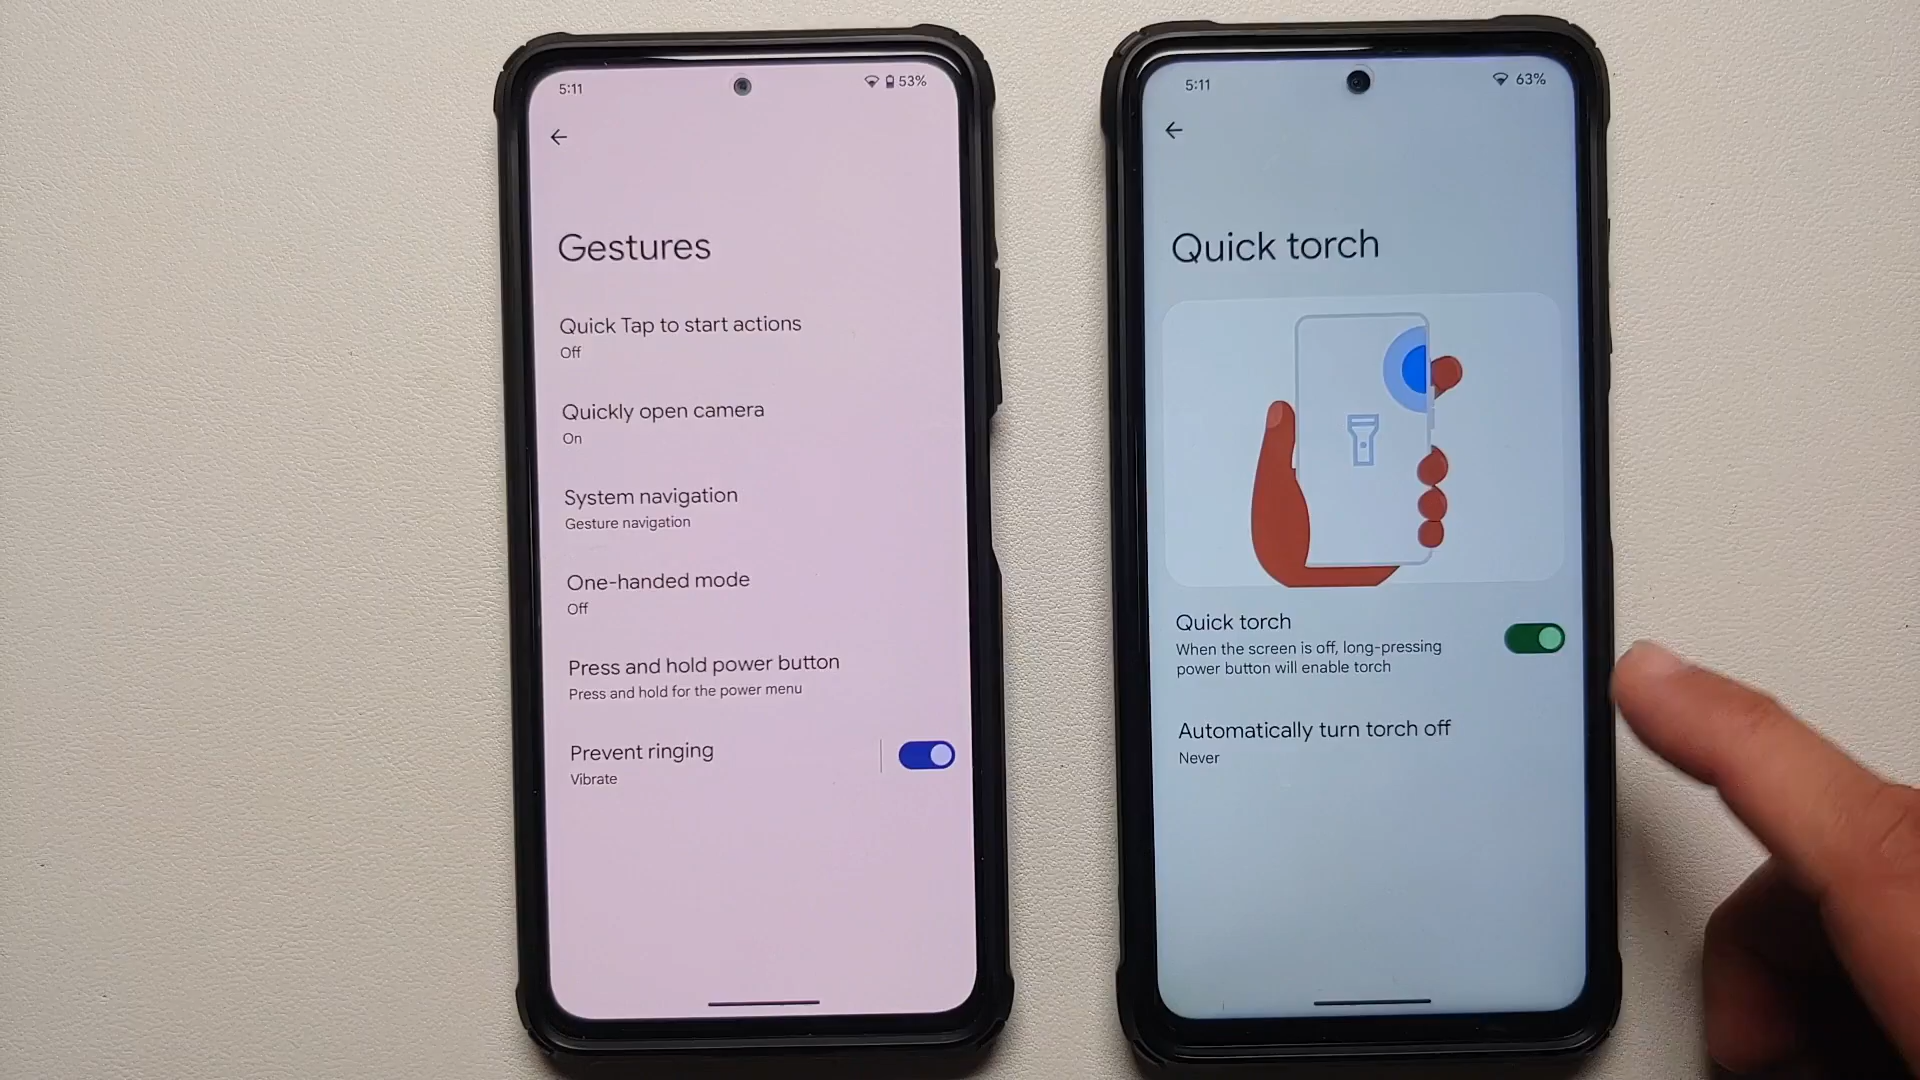 5:11
53%
Gestures
Quick Tap to start actions
Off
Quickly open camera
On
System navigation
Gesture navigation
One-handed mode
Off
Press and hold power button
Press and hold for the power menu
Prevent ringing
Vibrate
5:11
63%
Quick torch
Quick torch
When the screen is off, long-pressing
power button will enable torch
Automatically turn torch off
Never